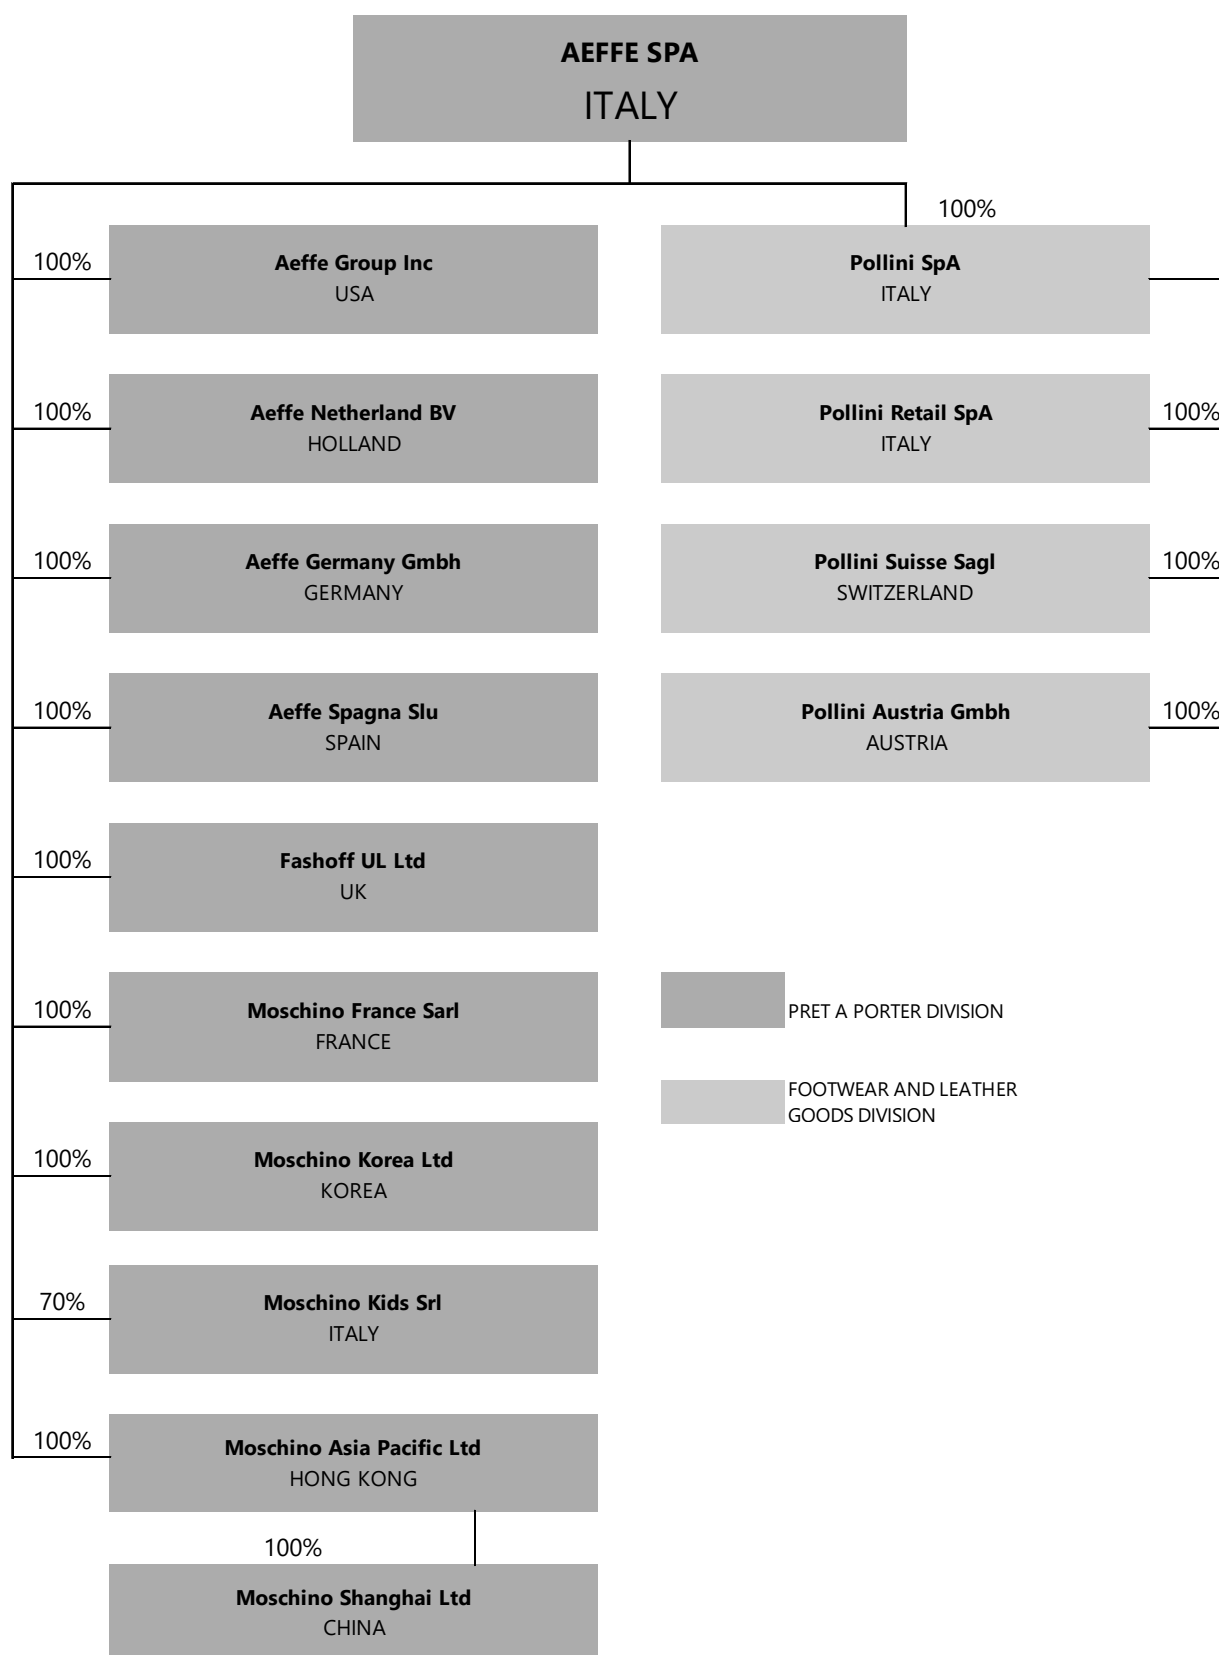 AEFFE SPA
ITALY
100%
100%
Aeffe Group Inc
USA
Pollini SpA
ITALY
100%
Aeffe Netherland BV
HOLLAND
Pollini Retail SpA
ITALY
100%
100%
Aeffe Germany Gmbh
GERMANY
Pollini Suisse Sagl
SWITZERLAND
100%
100%
Aeffe Spagna Slu
SPAIN
Pollini Austria Gmbh
AUSTRIA
100%
100%
Fashoff UL Ltd
UK
100%
Moschino France Sarl
FRANCE
PRET A PORTER DIVISION
FOOTWEAR AND LEATHER
GOODS DIVISION
100%
Moschino Korea Ltd
KOREA
70%
Moschino Kids Srl
ITALY
100%
Moschino Asia Pacific Ltd
HONG KONG
100%
Moschino Shanghai Ltd
CHINA